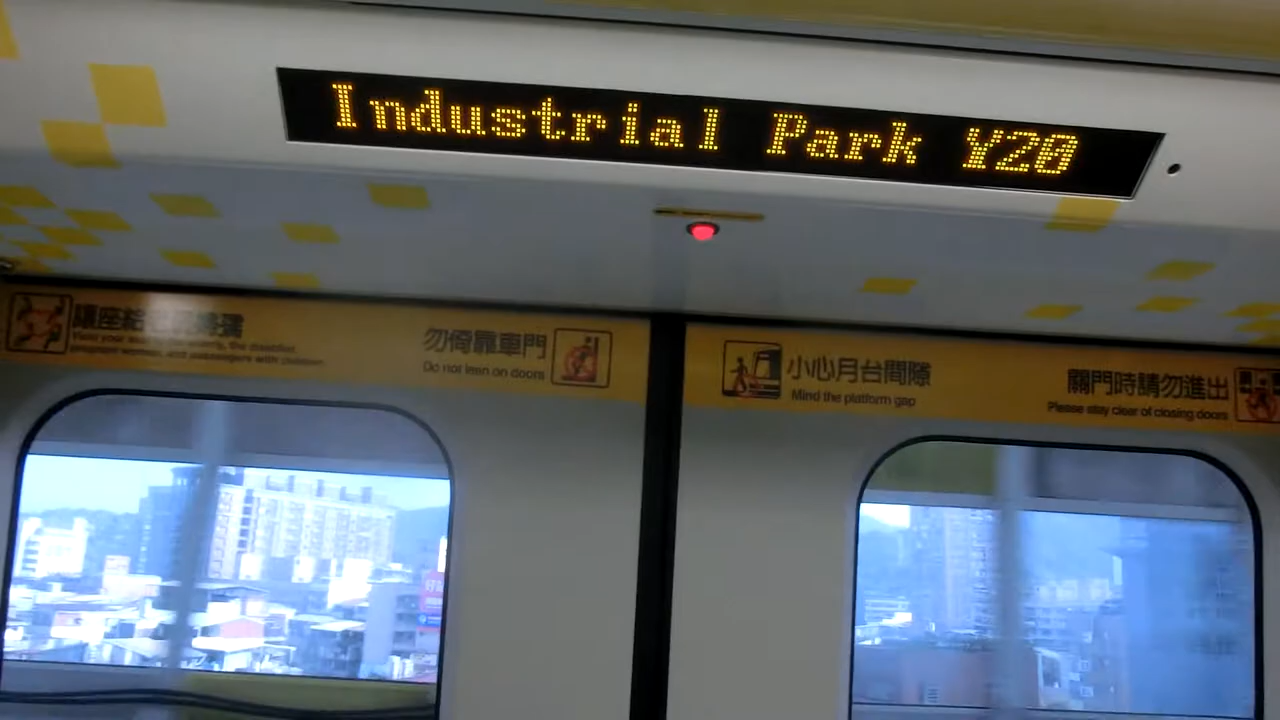 Industrial Park Y20
勿倚靠車門
Do not lean on doors
小心月台間隙
Mind the platform gap
關門時請勿進出
Please stay clear of closing doors